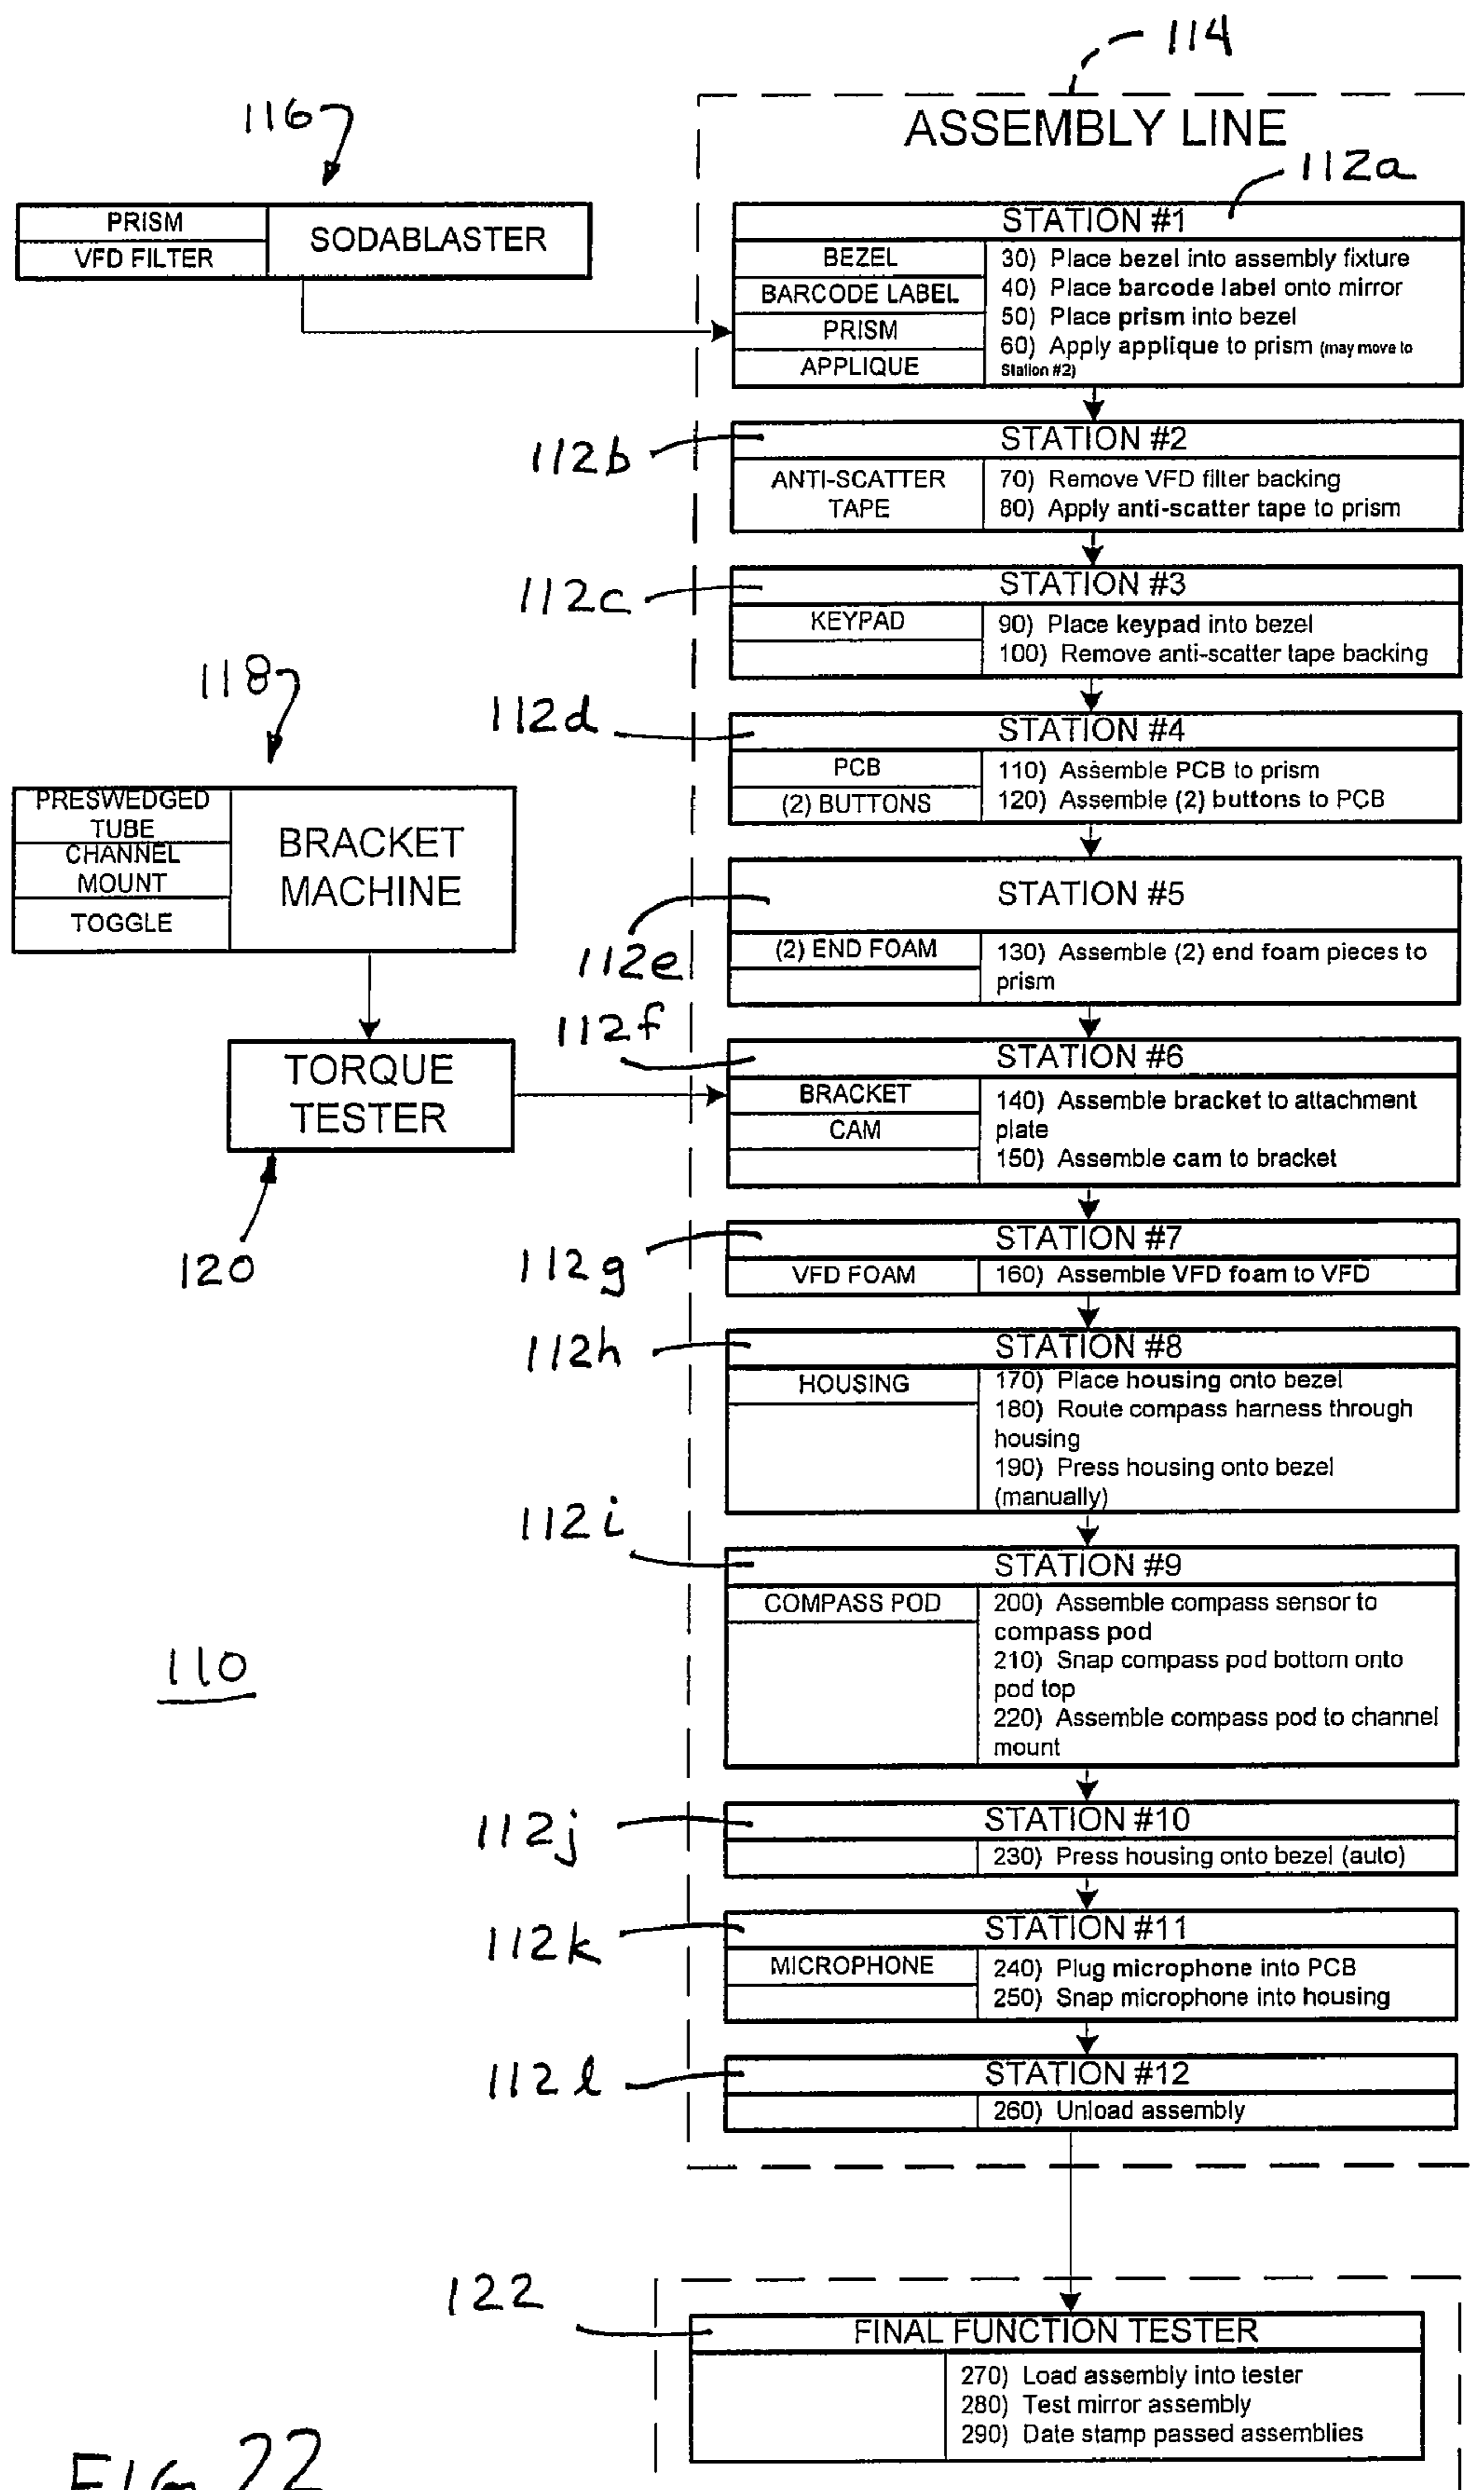 114
116
ASSEMBLY LINE
112a
PRISM
VFD FILTER
SODABLASTER
STATION #1
BEZEL
BARCODE LABEL
PRISM
APPLIQUE
30) Place bezel into assembly fixture
40) Place barcode label onto mirror
50) Place prism into bezel
60) Apply applique to prism (may move to
Station #2)
112b
STATION #2
ANTI-SCATTER
TAPE
70) Remove VFD filter backing
80) Apply anti-scatter tape to prism
112c
STATION #3
KEYPAD
90) Place keypad into bezel
100) Remove anti-scatter tape backing
118
112d
STATION #4
PCB
(2) BUTTONS
110) Assemble PCB to prism
120) Assemble (2) buttons to PCB
PRESWEDGED
TUBE
CHANNEL
MOUNT
TOGGLE
BRACKET
MACHINE
112e
STATION #5
(2) END FOAM
130) Assemble (2) end foam pieces to
prism
112f
TORQUE
TESTER
120
STATION #6
BRACKET
CAM
140) Assemble bracket to attachment
plate
150) Assemble cam to bracket
112g
STATION #7
VFD FOAM
160) Assemble VFD foam to VFD
112h
STATION #8
HOUSING
170) Place housing onto bezel
180) Route compass harness through
housing
190) Press housing onto bezel
(manually)
112i
STATION #9
COMPASS POD
200) Assemble compass sensor to
compass pod
210) Snap compass pod bottom onto
pod top
220) Assemble compass pod to channel
mount
110
112j
STATION #10
230) Press housing onto bezel (auto)
112k
STATION #11
MICROPHONE
240) Plug microphone into PCB
250) Snap microphone into housing
112l
STATION #12
260) Unload assembly
122
FINAL FUNCTION TESTER
270) Load assembly into tester
280) Test mirror assembly
290) Date stamp passed assemblies
FIG. 22